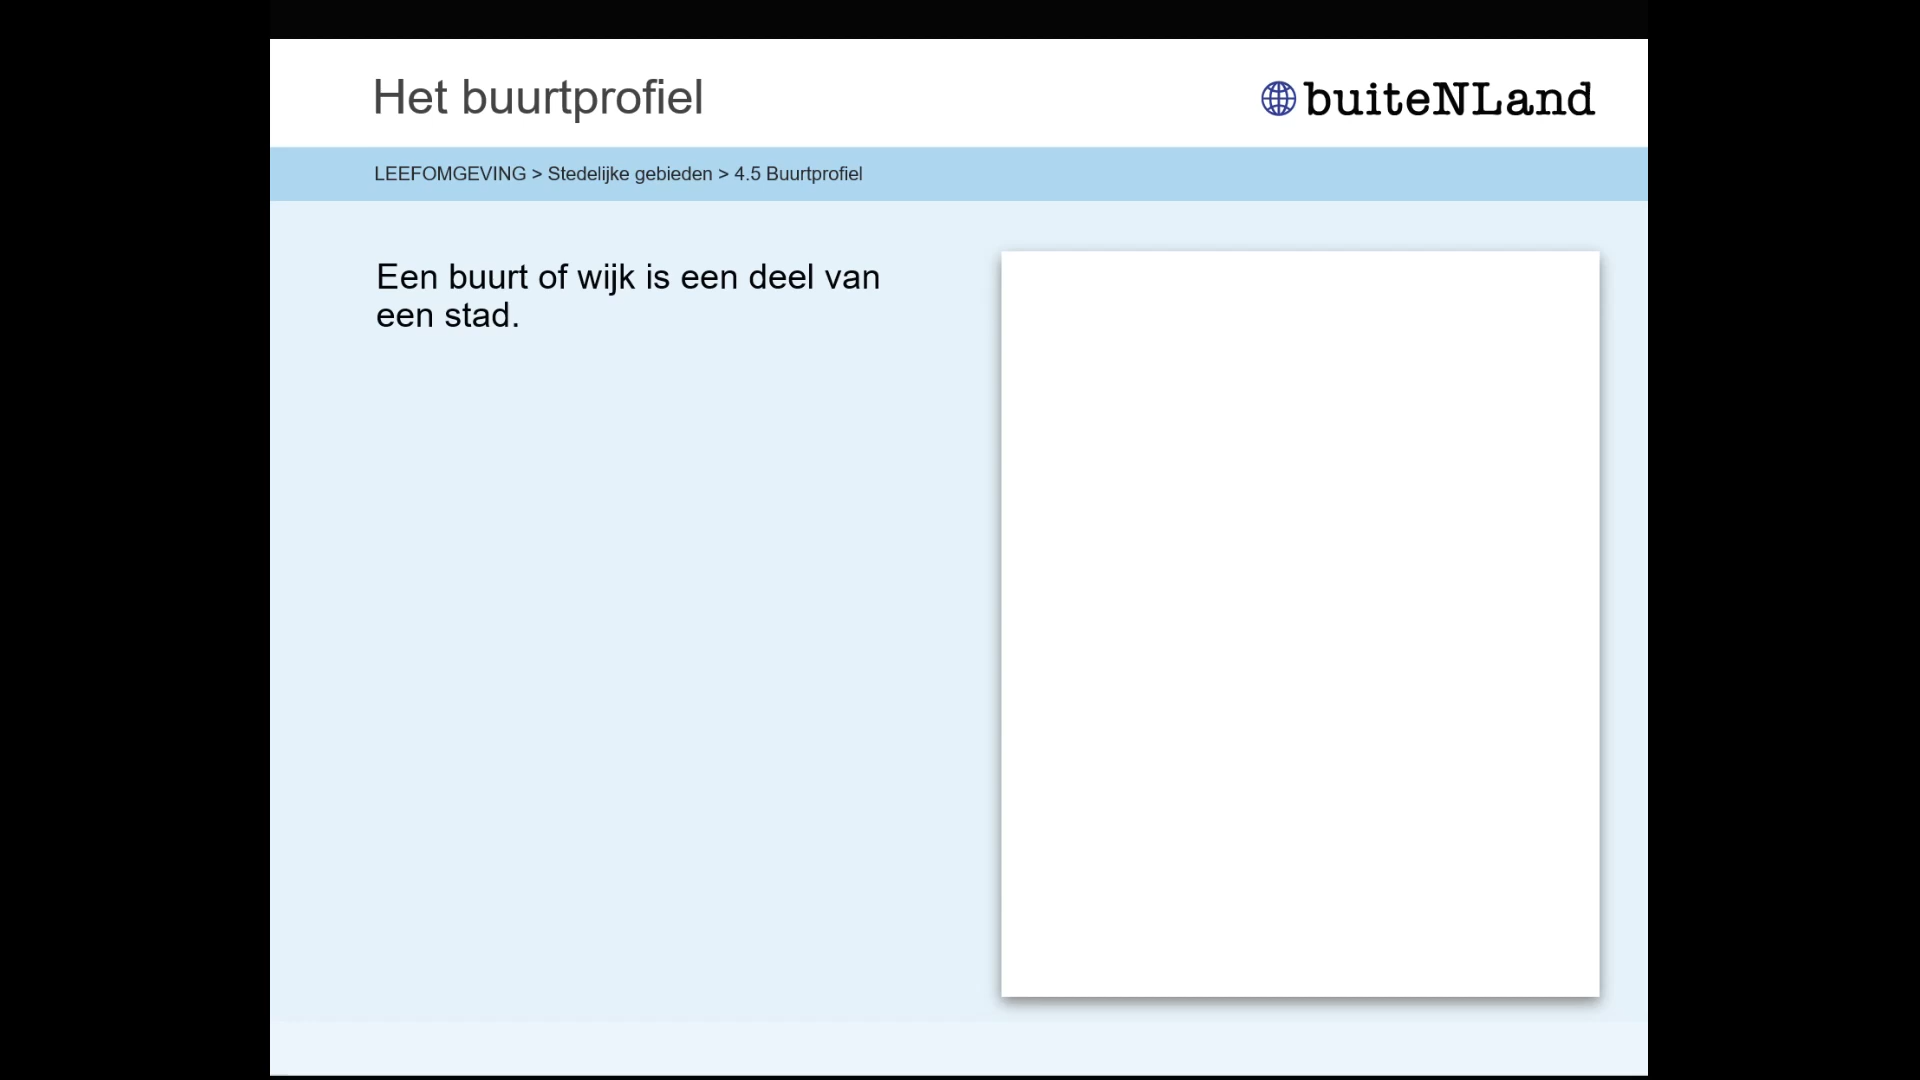 Het buurtprofiel
buiteNLand
LEEFOMGEVING > Stedelijke gebieden > 4.5 Buurtprofiel
Een buurt of wijk is een deel van
een stad.